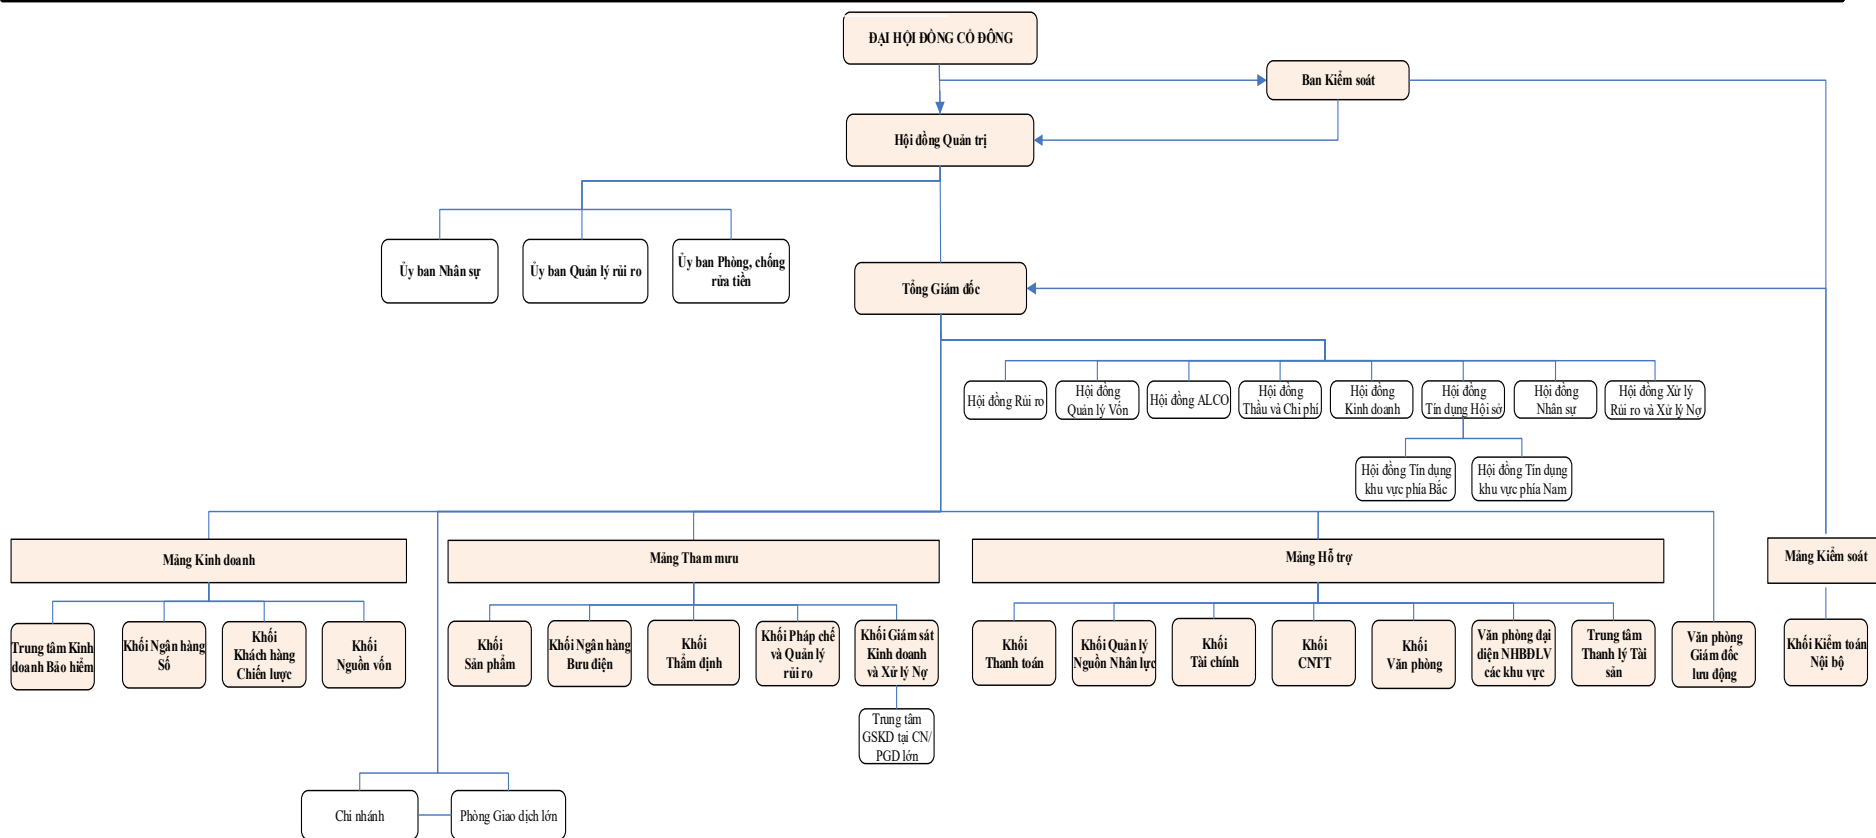 ĐẠI HỘI ĐỒNG CỔ ĐÔNG
Ban Kiểm soát
Hội đồng Quản trị
Ủy ban Nhân sự
Ủy ban Quản lý rủi ro
Ủy ban Phòng, chống
rửa tiền
Tổng Giám đốc
Hội đồng Rủi ro
Hội đồng
Quản lý Vốn
Hội đồng ALCO
Hội đồng
Thầu và Chi phí
Hội đồng
Kinh doanh
Hội đồng
Tín dụng Hội sở
Hội đồng
Nhân sự
Hội đồng Xử lý
Rủi ro và Xử lý Nợ
Hội đồng Tín dụng
khu vực phía Bắc
Hội đồng Tín dụng
khu vực phía Nam
Mảng Kinh doanh
Mảng Tham mưu
Mảng Hỗ trợ
Mảng Kiểm soát
Trung tâm Kinh
doanh Bảo hiểm
Khối Ngân hàng
Số
Khối
Khách hàng
Chiến lược
Khối
Nguồn vốn
Khối
Sản phẩm
Khối Ngân hàng
Bưu điện
Khối
Thẩm định
Khối Pháp chế
và Quản lý
rủi ro
Khối Giám sát
Kinh doanh
và Xử lý Nợ
Khối
Thanh toán
Khối Quản lý
Nguồn Nhân lực
Khối
Tài chính
Khối
CNTT
Khối
Văn phòng
Văn phòng đại
diện NHBĐLV
các khu vực
Trung tâm
Thanh lý Tài
sản
Văn phòng
Giám đốc
lưu động
Khối Kiểm toán
Nội bộ
Trung tâm
GSKD tại CN/
PGD lớn
Chi nhánh
Phòng Giao dịch lớn